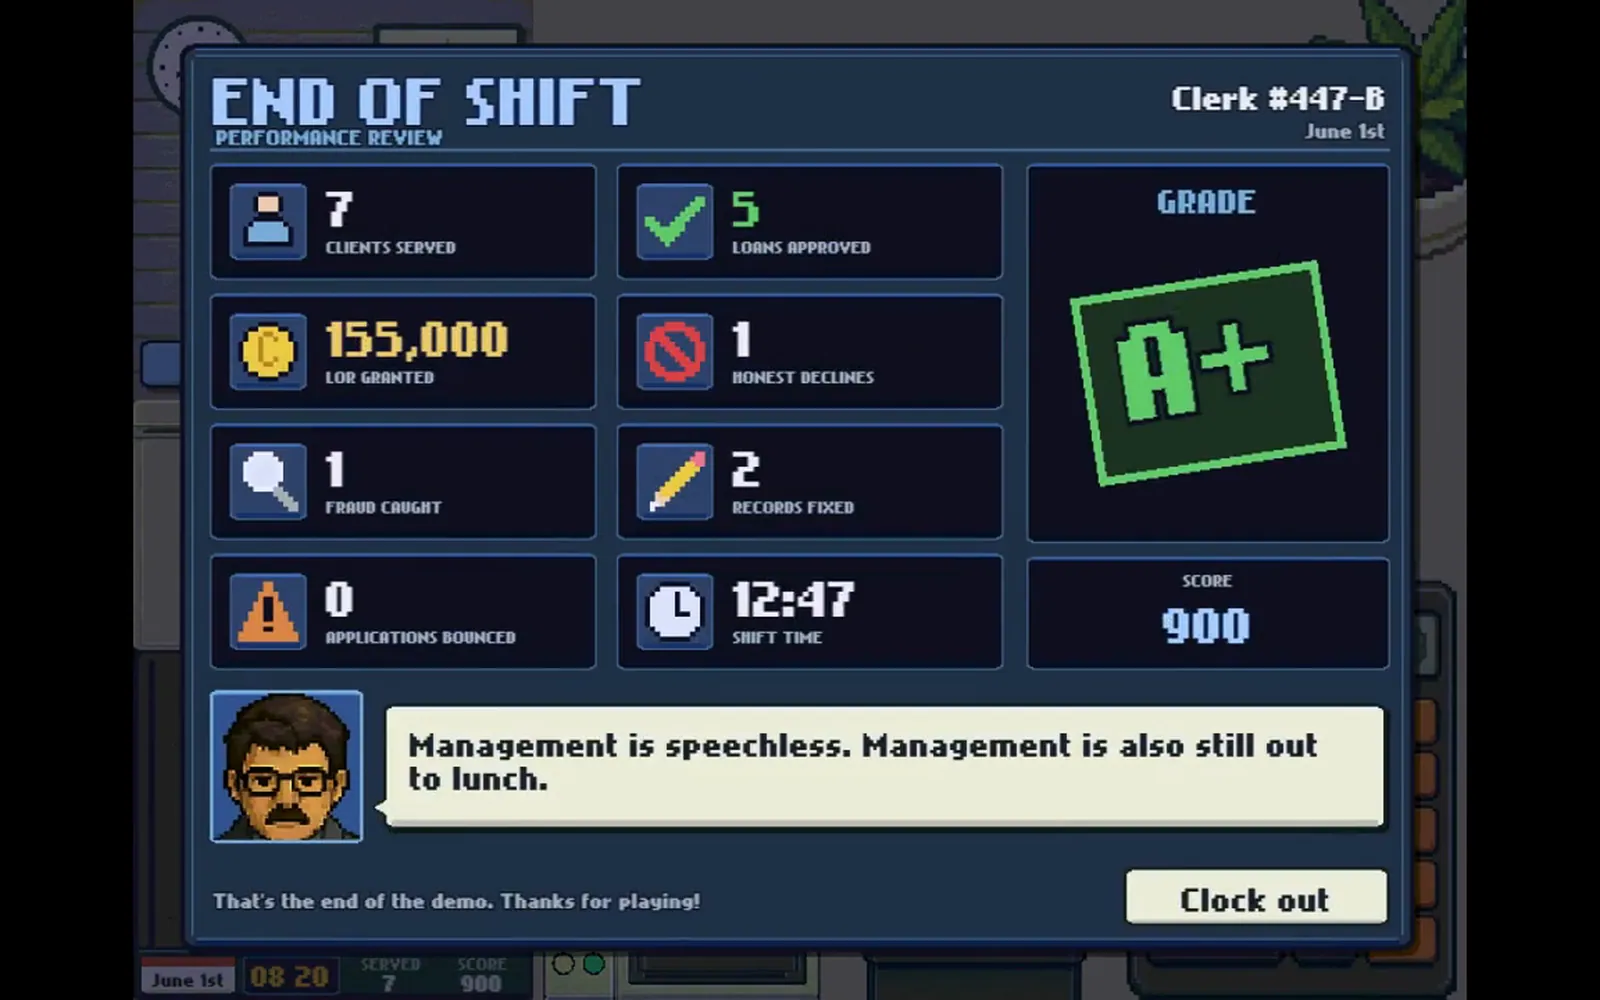 END OF SHIFT
PERFORMANCE REVIEW
Clerk #447-B
June 1st
7
CLIENTS SERVED
5
LOANS APPROVED
155,000
LOR GRANTED
1
HONEST DECLINES
1
FRAUD CAUGHT
2
RECORDS FIXED
0
APPLICATIONS BOUNCED
12:47
SHIFT TIME
GRADE
A+
SCORE
900
Management is speechless. Management is also still out
to lunch.
That's the end of the demo. Thanks for playing!
Clock out
June 1st
08 20
SERVED
7
SCORE
900